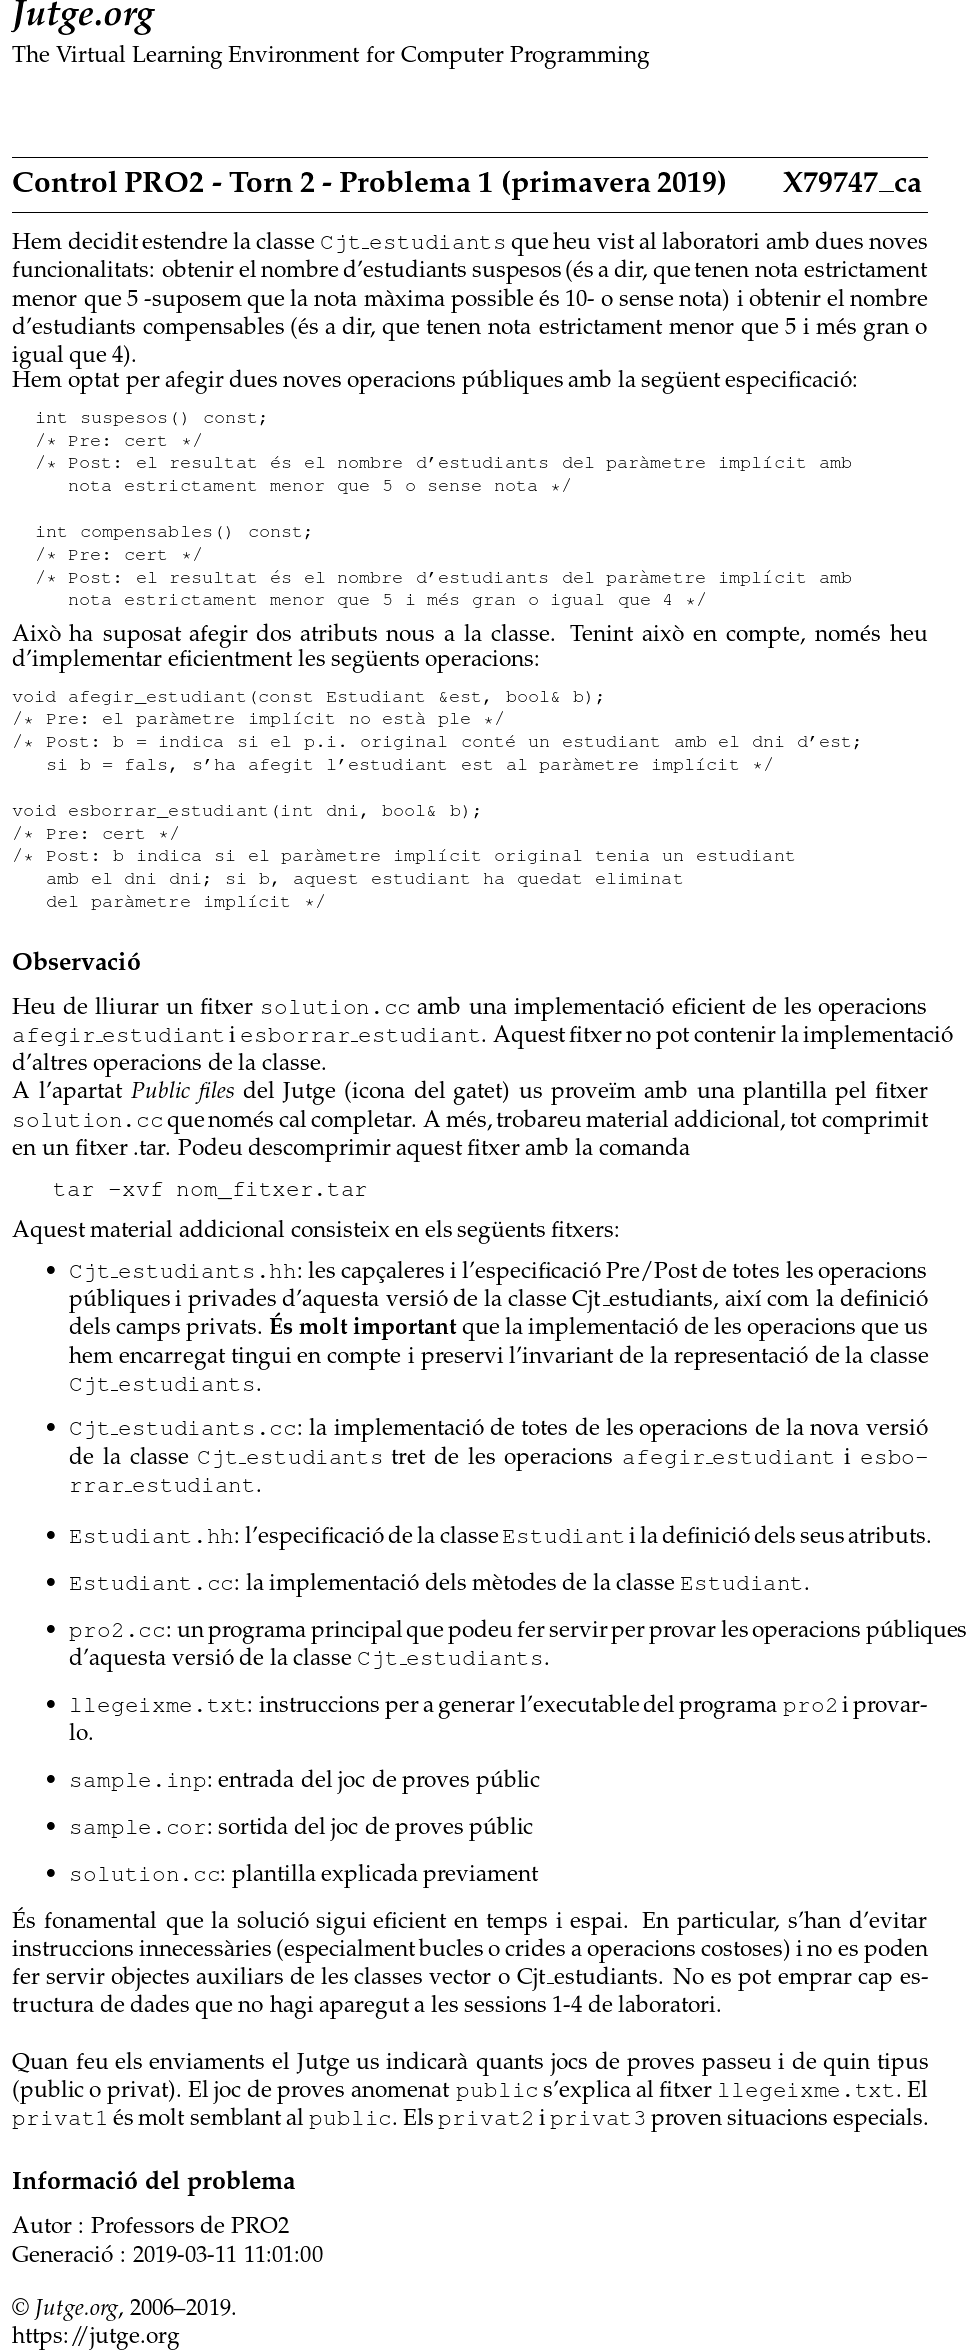 Jutge.org
The Virtual Learning Environment for Computer Programming
Control PRO2 - Torn 2 - Problema 1 (primavera 2019) X79747_ca
Hem decidit estendre la classe Cjt_estudiants que heu vist al laboratori amb dues noves
funcionalitats: obtenir el nombre d'estudiants suspesos (és a dir, que tenen nota estrictament
menor que 5 -suposem que la nota màxima possible és 10- o sense nota) i obtenir el nombre
d'estudiants compensables (és a dir, que tenen nota estrictament menor que 5 i més gran o
igual que 4).
Hem optat per afegir dues noves operacions públiques amb la següent especificació:
int suspesos() const;
/* Pre: cert */
/* Post: el resultat és el nombre d'estudiants del paràmetre implícit amb
nota estrictament menor que 5 o sense nota */
int compensables() const;
/* Pre: cert */
/* Post: el resultat és el nombre d'estudiants del paràmetre implícit amb
nota estrictament menor que 5 i més gran o igual que 4 */
Això ha suposat afegir dos atributs nous a la classe. Tenint això en compte, només heu
d'implementar eficientment les següents operacions:
void afegir_estudiant(const Estudiant &est, bool& b);
/* Pre: el paràmetre implícit no està ple */
/* Post: b = indica si el p.i. original conté un estudiant amb el dni d'est;
si b = fals, s'ha afegit l'estudiant est al paràmetre implícit */
void esborrar_estudiant(int dni, bool& b);
/* Pre: cert */
/* Post: b indica si el paràmetre implícit original tenia un estudiant
amb el dni dni; si b, aquest estudiant ha quedat eliminat
del paràmetre implícit */
Observació
Heu de lliurar un fitxer solution.cc amb una implementació eficient de les operacions
afegir_estudiant i esborrar_estudiant. Aquest fitxer no pot contenir la implementació
d'altres operacions de la classe.
A l'apartat Public files del Jutge (icona del gatet) us proveïm amb una plantilla pel fitxer
solution.cc que només cal completar. A més, trobareu material addicional, tot comprimit
en un fitxer .tar. Podeu descomprimir aquest fitxer amb la comanda
tar -xvf nom_fitxer.tar
Aquest material addicional consisteix en els següents fitxers:
• Cjt_estudiants.hh: les capçaleres i l'especificació Pre/Post de totes les operacions
públiques i privades d'aquesta versió de la classe Cjt_estudiants, així com la definició
dels camps privats. És molt important que la implementació de les operacions que us
hem encarregat tingui en compte i preservi l'invariant de la representació de la classe
Cjt_estudiants.
• Cjt_estudiants.cc: la implementació de totes de les operacions de la nova versió
de la classe Cjt_estudiants tret de les operacions afegir_estudiant i esbo-
rrar_estudiant.
• Estudiant.hh: l'especificació de la classe Estudiant i la definició dels seus atributs.
• Estudiant.cc: la implementació dels mètodes de la classe Estudiant.
• pro2.cc: un programa principal que podeu fer servir per provar les operacions públiques
d'aquesta versió de la classe Cjt_estudiants.
• llegeixme.txt: instruccions per a generar l'executable del programa pro2 i provar-
lo.
• sample.inp: entrada del joc de proves públic
• sample.cor: sortida del joc de proves públic
• solution.cc: plantilla explicada previament
És fonamental que la solució sigui eficient en temps i espai. En particular, s'han d'evitar
instruccions innecessàries (especialment bucles o crides a operacions costoses) i no es poden
fer servir objectes auxiliars de les classes vector o Cjt_estudiants. No es pot emprar cap es-
tructura de dades que no hagi aparegut a les sessions 1-4 de laboratori.
Quan feu els enviaments el Jutge us indicarà quants jocs de proves passeu i de quin tipus
(public o privat). El joc de proves anomenat public s'explica al fitxer llegeixme.txt. El
privat1 és molt semblant al public. Els privat2 i privat3 proven situacions especials.
Informació del problema
Autor : Professors de PRO2
Generació : 2019-03-11 11:01:00
© Jutge.org, 2006–2019.
https://jutge.org